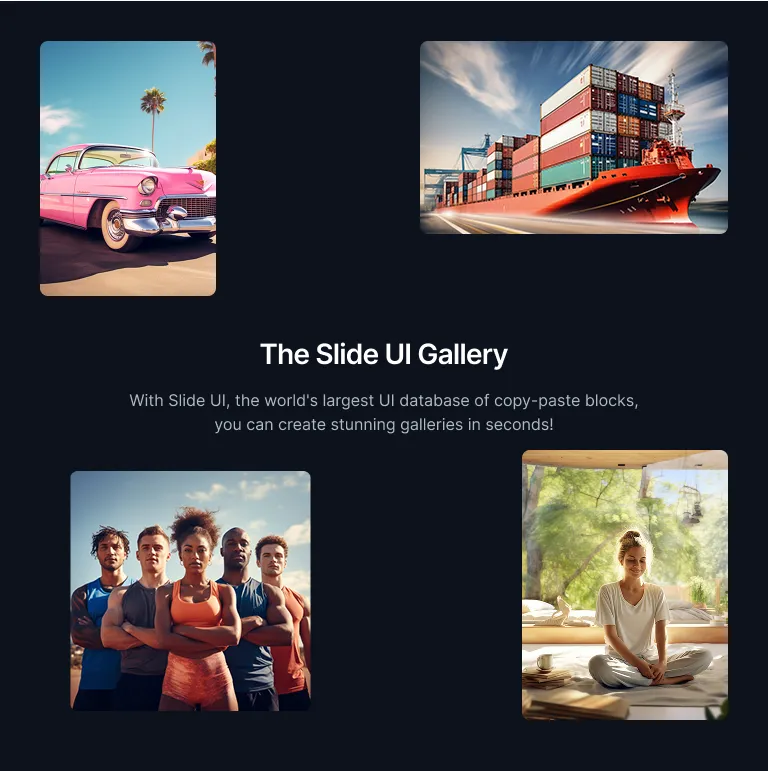 The Slide UI Gallery
With Slide UI, the world's largest UI database of copy-paste blocks,
you can create stunning galleries in seconds!